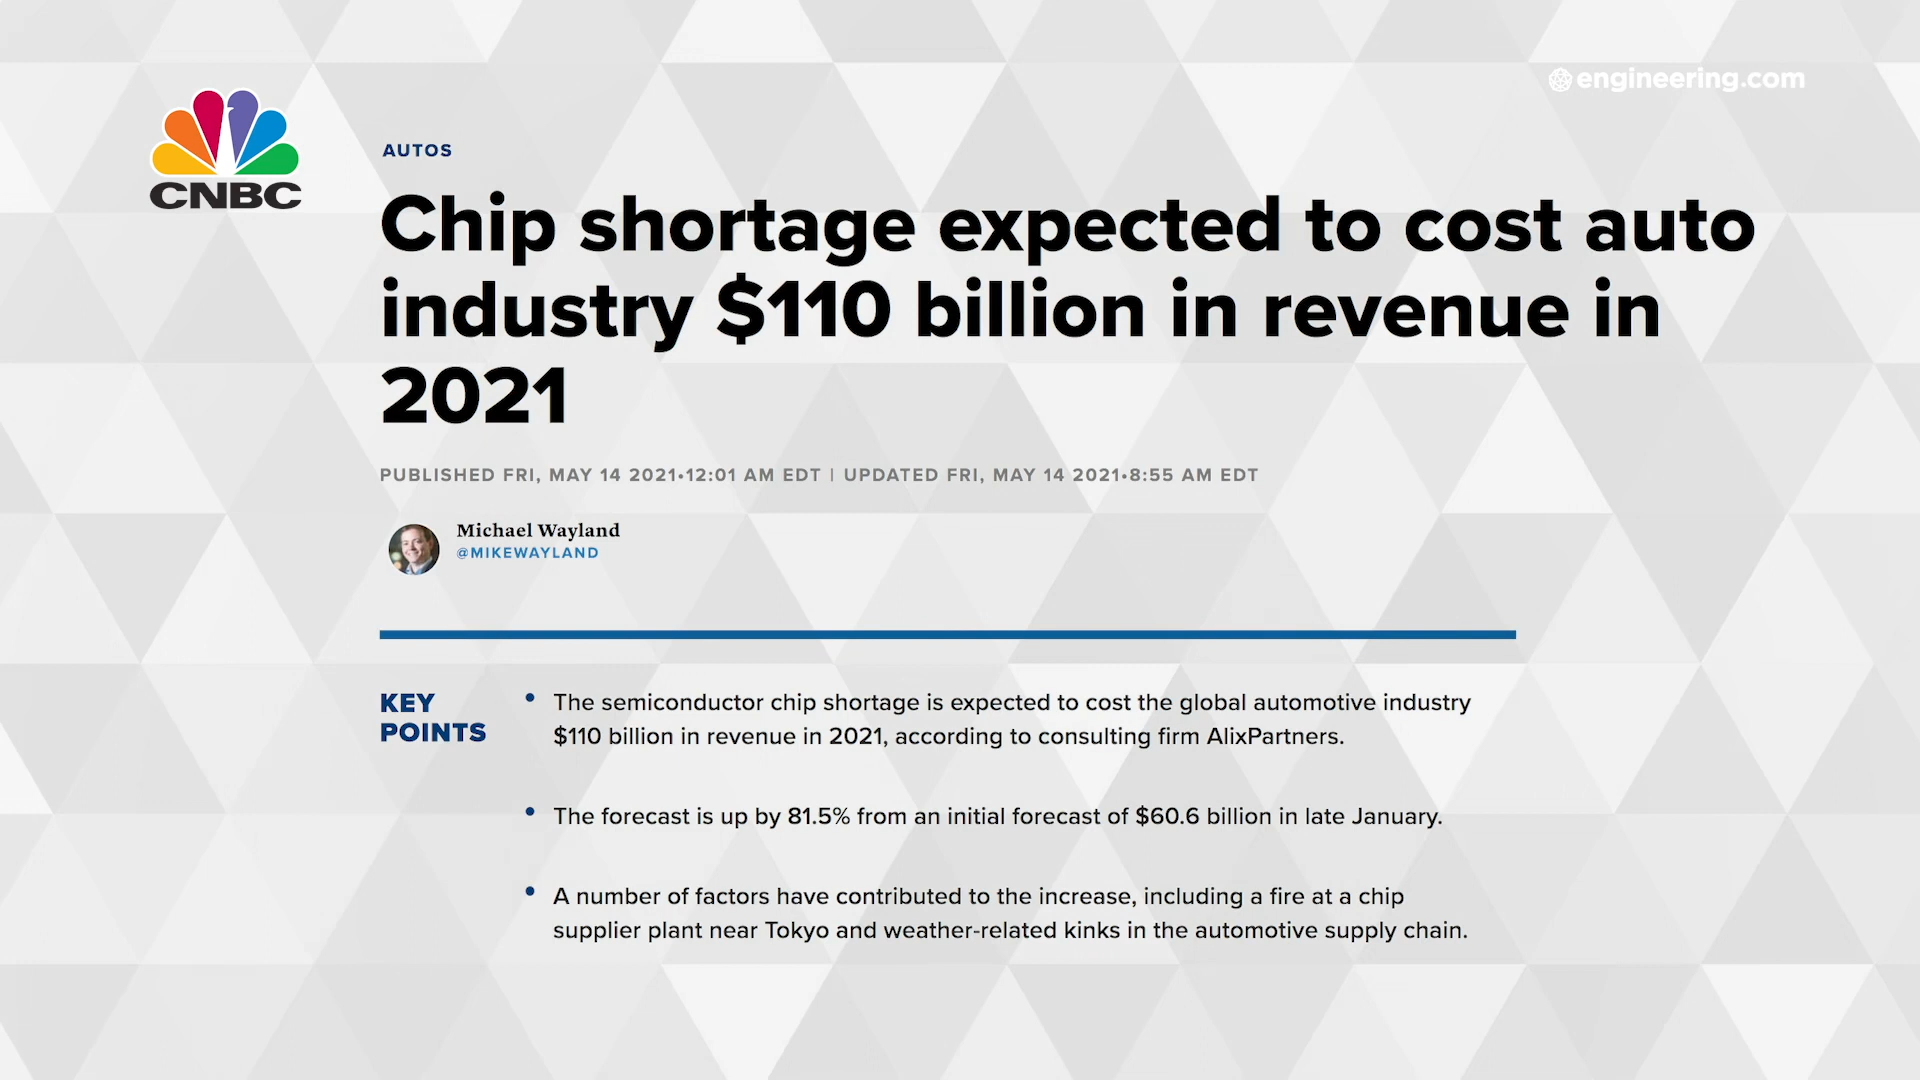 engineering.com
CNBC
AUTOS
Chip shortage expected to cost auto
industry $110 billion in revenue in
2021
PUBLISHED FRI, MAY 14 2021•12:01 AM EDT | UPDATED FRI, MAY 14 2021•8:55 AM EDT
Michael Wayland
@MIKEWAYLAND
KEY
POINTS
• The semiconductor chip shortage is expected to cost the global automotive industry
$110 billion in revenue in 2021, according to consulting firm AlixPartners.
• The forecast is up by 81.5% from an initial forecast of $60.6 billion in late January.
• A number of factors have contributed to the increase, including a fire at a chip
supplier plant near Tokyo and weather-related kinks in the automotive supply chain.